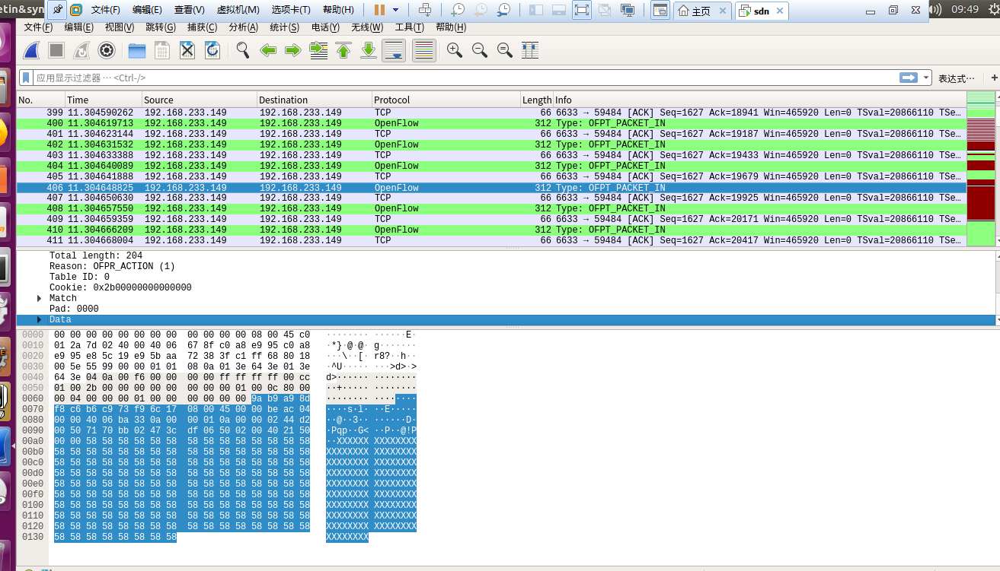 etin&syn 文件(F) 编辑(E) 查看(V) 虚拟机(M) 选项卡(T) 帮助(H) 主页 sdn 09:49
文件(F) 编辑(E) 视图(V) 跳转(G) 捕获(C) 分析(A) 统计(S) 电话(Y) 无线(W) 工具(T) 帮助(H)
应用显示过滤器 … <Ctrl-/> 表达式… +
No. Time Source Destination Protocol Length Info
399 11.304590262 192.168.233.149 192.168.233.149 TCP 66 6633 → 59484 [ACK] Seq=1627 Ack=18941 Win=465920 Len=0 TSval=20866110 TSe…
400 11.304619713 192.168.233.149 192.168.233.149 OpenFlow 312 Type: OFPT_PACKET_IN
401 11.304623144 192.168.233.149 192.168.233.149 TCP 66 6633 → 59484 [ACK] Seq=1627 Ack=19187 Win=465920 Len=0 TSval=20866110 TSe…
402 11.304631532 192.168.233.149 192.168.233.149 OpenFlow 312 Type: OFPT_PACKET_IN
403 11.304633388 192.168.233.149 192.168.233.149 TCP 66 6633 → 59484 [ACK] Seq=1627 Ack=19433 Win=465920 Len=0 TSval=20866110 TSe…
404 11.304640089 192.168.233.149 192.168.233.149 OpenFlow 312 Type: OFPT_PACKET_IN
405 11.304641888 192.168.233.149 192.168.233.149 TCP 66 6633 → 59484 [ACK] Seq=1627 Ack=19679 Win=465920 Len=0 TSval=20866110 TSe…
406 11.304648825 192.168.233.149 192.168.233.149 OpenFlow 312 Type: OFPT_PACKET_IN
407 11.304650630 192.168.233.149 192.168.233.149 TCP 66 6633 → 59484 [ACK] Seq=1627 Ack=19925 Win=465920 Len=0 TSval=20866110 TSe…
408 11.304657550 192.168.233.149 192.168.233.149 OpenFlow 312 Type: OFPT_PACKET_IN
409 11.304659359 192.168.233.149 192.168.233.149 TCP 66 6633 → 59484 [ACK] Seq=1627 Ack=20171 Win=465920 Len=0 TSval=20866110 TSe…
410 11.304666209 192.168.233.149 192.168.233.149 OpenFlow 312 Type: OFPT_PACKET_IN
411 11.304668004 192.168.233.149 192.168.233.149 TCP 66 6633 → 59484 [ACK] Seq=1627 Ack=20417 Win=465920 Len=0 TSval=20866110 TSe…
Total length: 204
Reason: OFPR_ACTION (1)
Table ID: 0
Cookie: 0x2b00000000000000
Match
Pad: 0000
Data
0000 00 00 00 00 00 00 00 00 00 00 00 00 08 00 45 c0 ········ ······E·
0010 01 2a 7d 02 40 00 40 06 67 8f c0 a8 e9 95 c0 a8 ·*}·@·@· g·······
0020 e9 95 e8 5c 19 e9 5b aa 72 38 3f c1 ff 68 80 18 ···\··[· r8?··h··
0030 00 5e 55 99 00 00 01 01 08 0a 01 3e 64 3e 01 3e ·^U····· ···>d>·>
0040 64 3e 04 0a 00 f6 00 00 00 00 ff ff ff ff 00 cc d>······ ········
0050 01 00 2b 00 00 00 00 00 00 00 00 01 00 0c 80 00 ··+····· ········
0060 00 04 00 00 00 01 00 00 00 00 00 00 9a b9 a9 8d ········ ········
0070 f8 c6 b6 c9 73 f9 6c 17 08 00 45 00 00 be ac 04 ····s·l· ··E·····
0080 00 00 40 06 ba 33 0a 00 00 01 0a 00 00 02 44 d2 ··@··3·· ······D·
0090 00 50 71 70 bb 02 47 3c df 06 50 02 00 40 21 50 ·Pqp··G< ··P··@!P
00a0 00 00 58 58 58 58 58 58 58 58 58 58 58 58 58 58 ··XXXXXX XXXXXXXX
00b0 58 58 58 58 58 58 58 58 58 58 58 58 58 58 58 58 XXXXXXXX XXXXXXXX
00c0 58 58 58 58 58 58 58 58 58 58 58 58 58 58 58 58 XXXXXXXX XXXXXXXX
00d0 58 58 58 58 58 58 58 58 58 58 58 58 58 58 58 58 XXXXXXXX XXXXXXXX
00e0 58 58 58 58 58 58 58 58 58 58 58 58 58 58 58 58 XXXXXXXX XXXXXXXX
00f0 58 58 58 58 58 58 58 58 58 58 58 58 58 58 58 58 XXXXXXXX XXXXXXXX
0100 58 58 58 58 58 58 58 58 58 58 58 58 58 58 58 58 XXXXXXXX XXXXXXXX
0110 58 58 58 58 58 58 58 58 58 58 58 58 58 58 58 58 XXXXXXXX XXXXXXXX
0120 58 58 58 58 58 58 58 58 58 58 58 58 58 58 58 58 XXXXXXXX XXXXXXXX
0130 58 58 58 58 58 58 58 58 XXXXXXXX